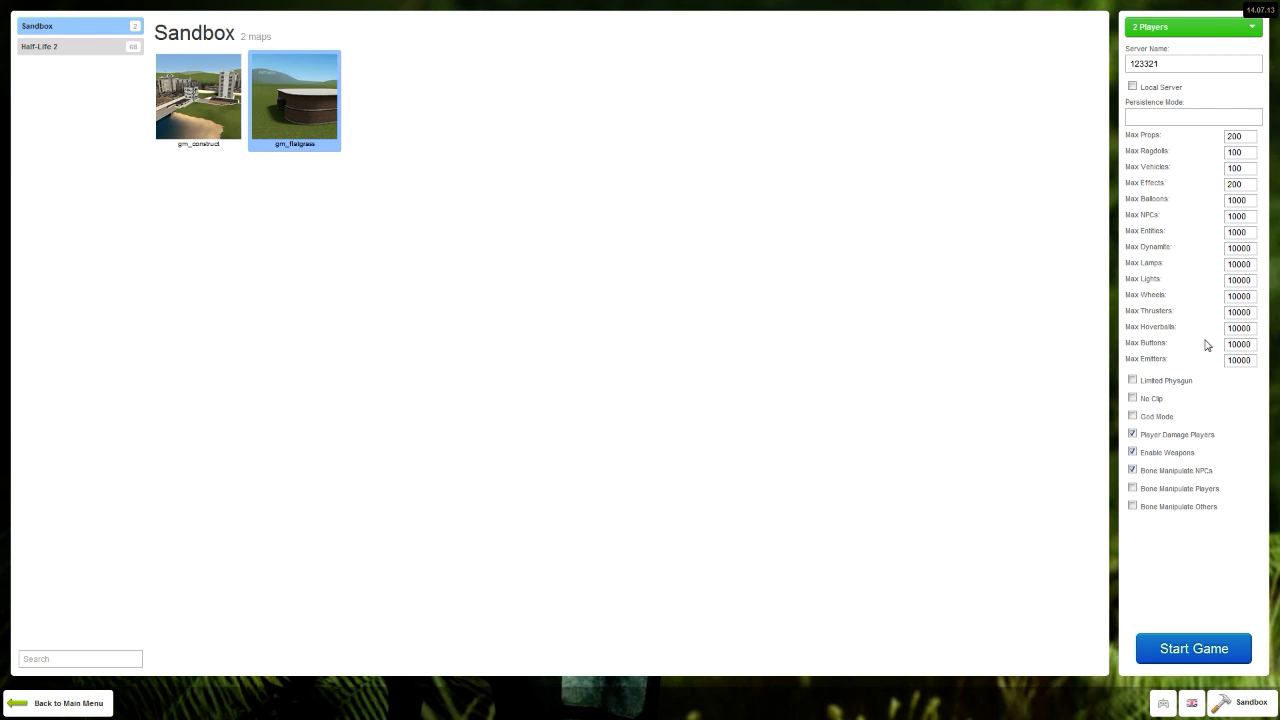 14.07.13
Sandbox 2
Half-Life 2 68
Sandbox 2 maps
gm_construct
gm_flatgrass
Search
2 Players
Server Name:
123321
Local Server
Persistence Mode:
Max Props: 200
Max Ragdolls: 100
Max Vehicles: 100
Max Effects: 200
Max Balloons: 1000
Max NPCs: 1000
Max Entities: 1000
Max Dynamite: 10000
Max Lamps: 10000
Max Lights: 10000
Max Wheels: 10000
Max Thrusters: 10000
Max Hoverballs: 10000
Max Buttons: 10000
Max Emitters: 10000
Limited Physgun
No Clip
God Mode
Player Damage Players
Enable Weapons
Bone Manipulate NPCs
Bone Manipulate Players
Bone Manipulate Others
Start Game
Back to Main Menu
Sandbox